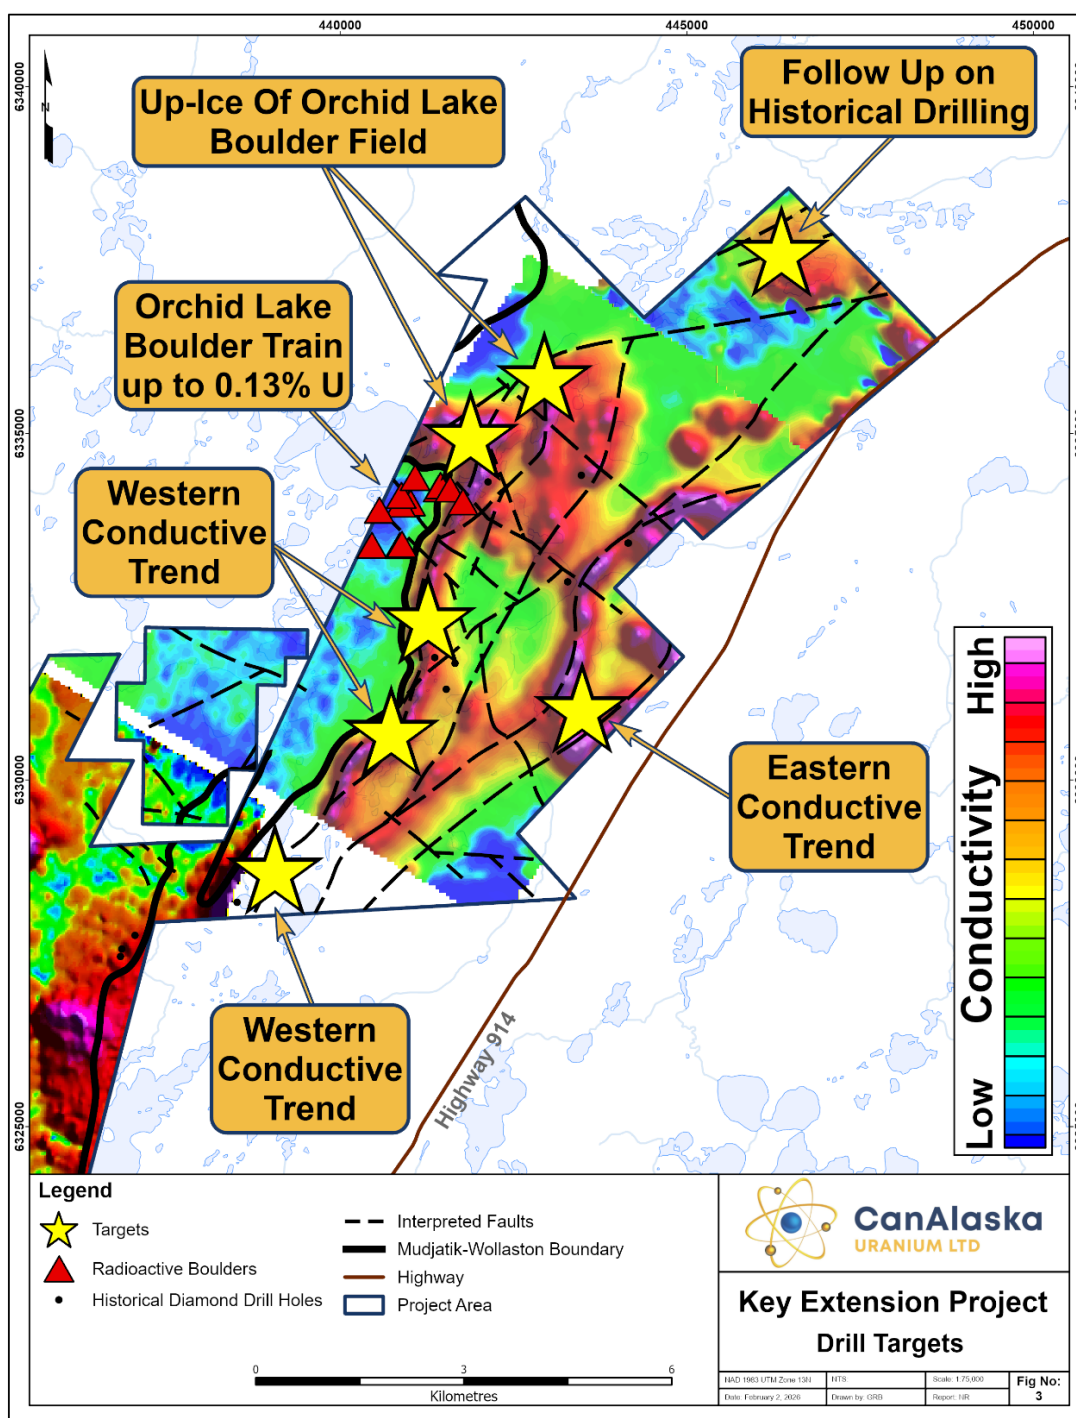 440000
445000
450000
6340000
6335000
6330000
6325000
N
Up-Ice Of Orchid Lake
Boulder Field
Follow Up on
Historical Drilling
Orchid Lake
Boulder Train
up to 0.13% U
Western
Conductive
Trend
Eastern
Conductive
Trend
Western
Conductive
Trend
Highway 914
Low Conductivity High
Legend
Targets
Radioactive Boulders
Historical Diamond Drill Holes
Interpreted Faults
Mudjatik-Wollaston Boundary
Highway
Project Area
0 3 6
Kilometres
CanAlaska
URANIUM LTD
Key Extension Project
Drill Targets
NAD 1983 UTM Zone 13N
NTS
Scale: 1:75,000
Fig No:
3
Date: February 2, 2026
Drawn by: GRB
Report: NR